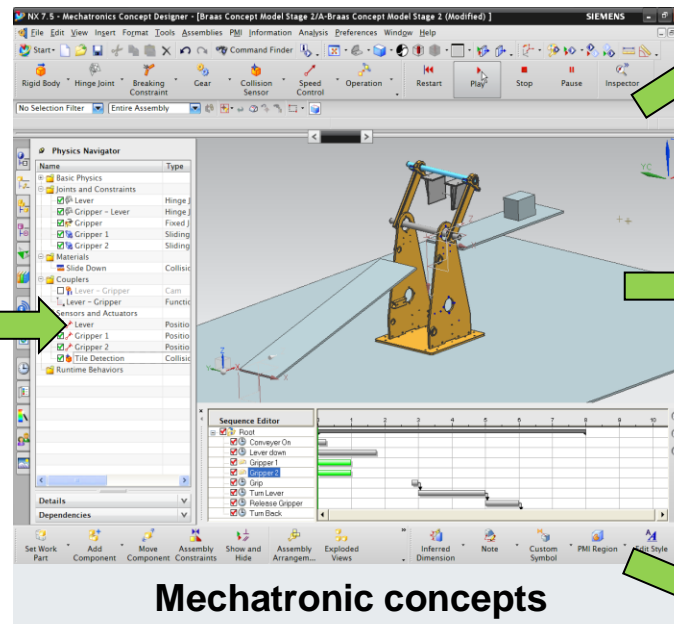 NX 7.5 - Mechatronics Concept Designer - [Braas Concept Model Stage 2/A-Braas Concept Model Stage 2 (Modified) ] SIEMENS
File Edit View Insert Format Tools Assemblies PMI Information Analysis Preferences Window Help
Start Command Finder
Rigid Body Hinge Joint Breaking Constraint Gear Collision Sensor Speed Control Operation Restart Play Stop Pause Inspector
No Selection Filter Entire Assembly
Physics Navigator
Name Type
Basic Physics
Joints and Constraints
Lever Hinge J
Gripper - Lever Hinge J
Gripper Fixed J
Gripper 1 Sliding
Gripper 2 Sliding
Materials
Slide Down Collisio
Couplers
Lever - Gripper Cam
Lever - Gripper Functio
Sensors and Actuators
Lever Positio
Gripper 1 Positio
Gripper 2 Positio
Tile Detection Collisio
Runtime Behaviors
Details
Dependencies
YC
Z
X
Sequence Editor 1 2 3 4 5 6 7 8 9 10
Root
Conveyer On
Lever down
Gripper 1
Gripper 2
Grip
Turn Lever
Release Gripper
Turn Back
Set Work Part Add Component Move Component Assembly Constraints Show and Hide Assembly Arrangem... Exploded Views Inferred Dimension Note Custom Symbol PMI Region Edit Style
Mechatronic concepts